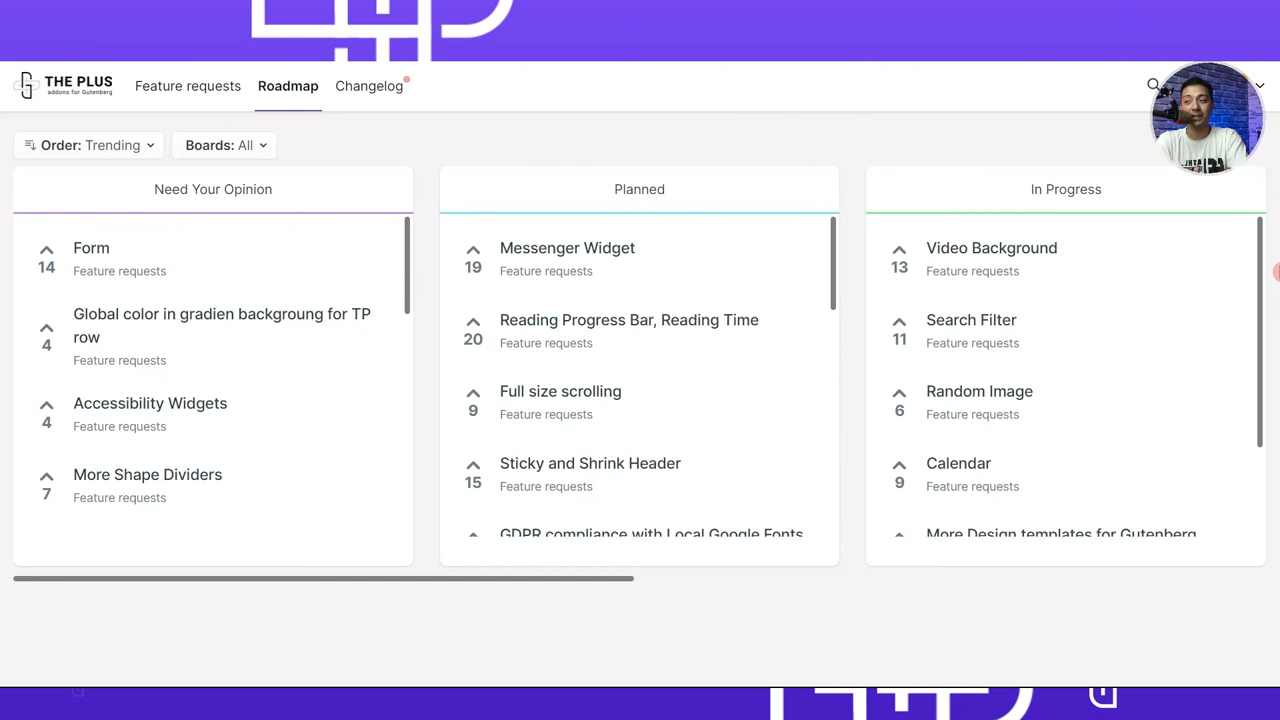 THE PLUS
addons for Gutenberg
Feature requests
Roadmap
Changelog
Order: Trending
Boards: All
Need Your Opinion
Form
14
Feature requests
Global color in gradien backgroung for TP
row
4
Feature requests
Accessibility Widgets
4
Feature requests
More Shape Dividers
7
Feature requests
Planned
Messenger Widget
19
Feature requests
Reading Progress Bar, Reading Time
20
Feature requests
Full size scrolling
9
Feature requests
Sticky and Shrink Header
15
Feature requests
GDPR compliance with Local Google Fonts
In Progress
Video Background
13
Feature requests
Search Filter
11
Feature requests
Random Image
6
Feature requests
Calendar
9
Feature requests
More Design templates for Gutenberg